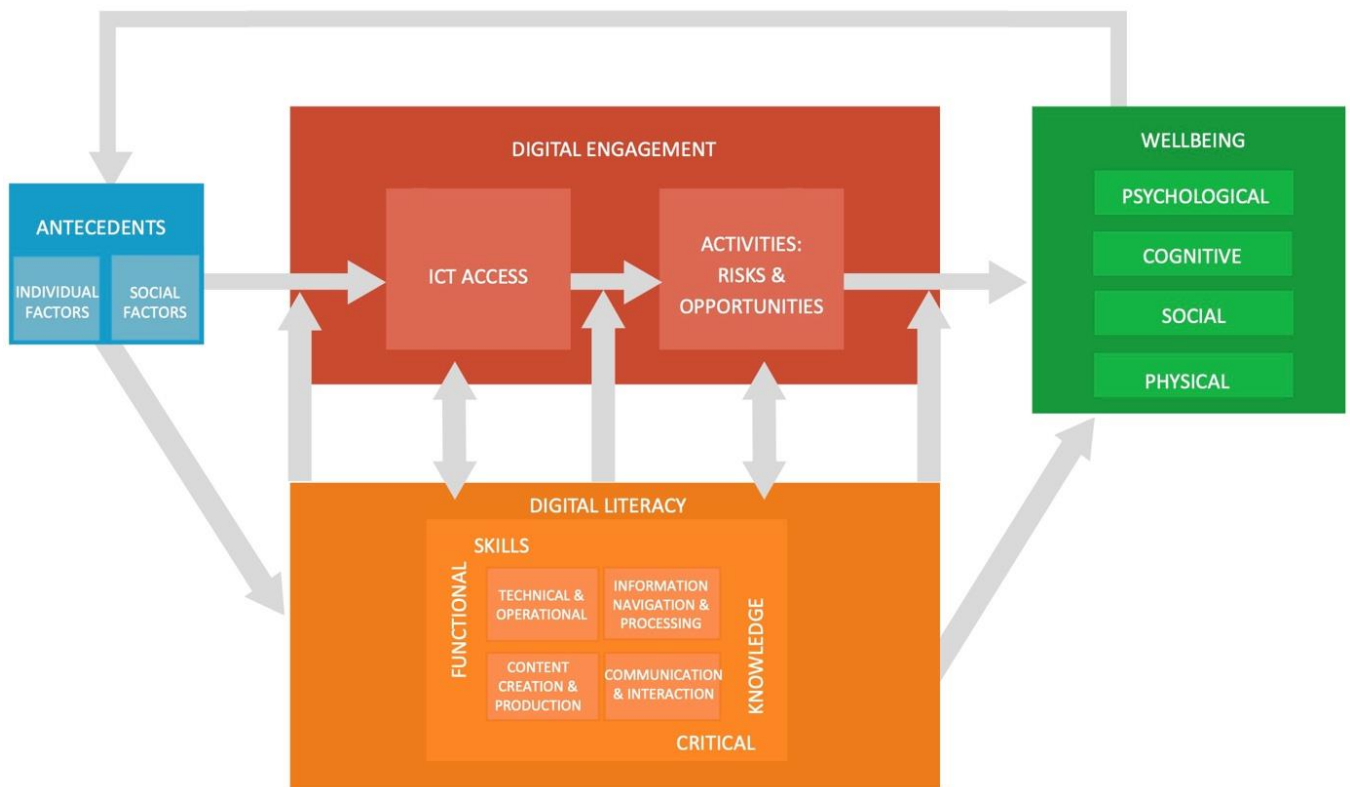 DIGITAL ENGAGEMENT
WELLBEING
PSYCHOLOGICAL
COGNITIVE
SOCIAL
PHYSICAL
ANTECEDENTS
INDIVIDUAL
FACTORS
SOCIAL
FACTORS
ICT ACCESS
ACTIVITIES:
RISKS &
OPPORTUNITIES
DIGITAL LITERACY
SKILLS
FUNCTIONAL
TECHNICAL &
OPERATIONAL
INFORMATION
NAVIGATION &
PROCESSING
CONTENT
CREATION &
PRODUCTION
COMMUNICATION
& INTERACTION
KNOWLEDGE
CRITICAL